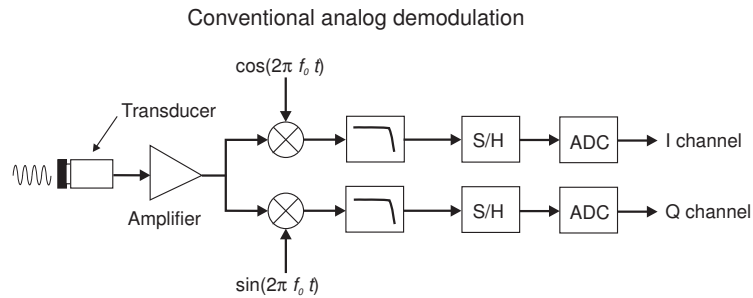 Conventional analog demodulation
cos(2π f₀ t)
Transducer
S/H
ADC
I channel
Amplifier
S/H
ADC
Q channel
sin(2π f₀ t)